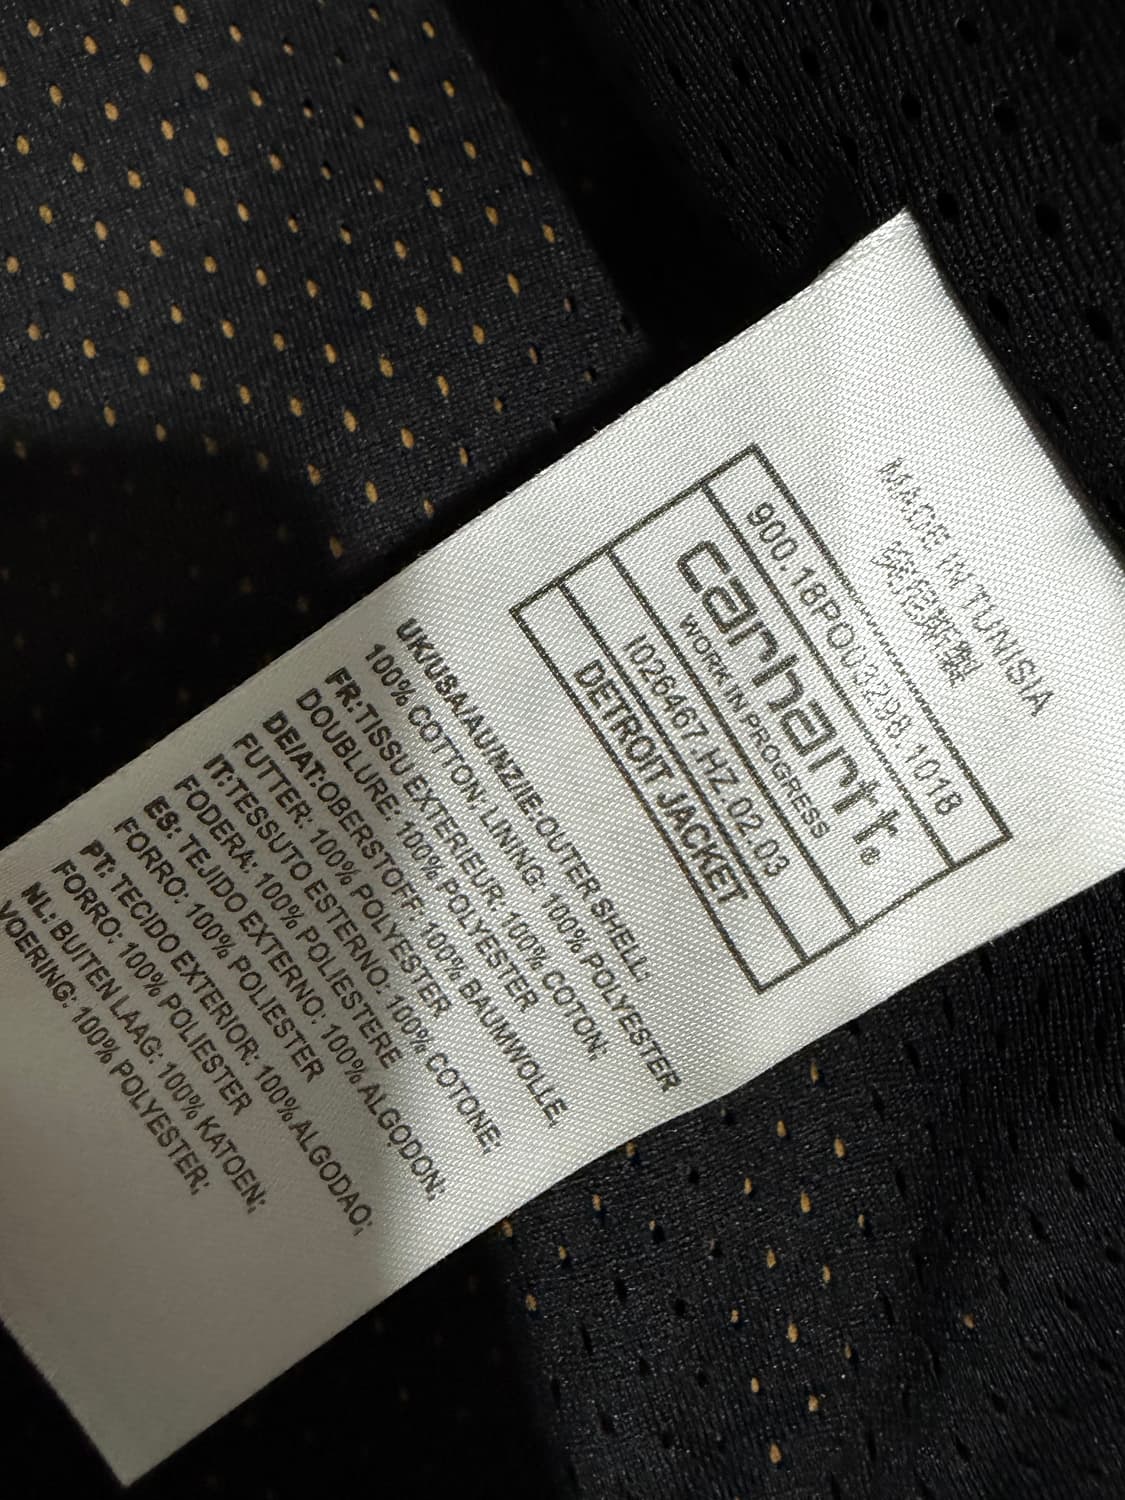 MADE IN TUNISIA
突尼斯製
900.18PO003298.1018
carhartt®
WORK IN PROGRESS
I026467.HZ.02.03
DETROIT JACKET
UK/USA/AU/NZ/IE:OUTER SHELL:
100% COTTON; LINING: 100% POLYESTER
FR:TISSU EXTERIEUR: 100% COTON;
DOUBLURE: 100% POLYESTER
DE/AT:OBERSTOFF: 100% BAUMWOLLE,
FUTTER: 100% POLYESTER
IT:TESSUTO ESTERNO: 100% COTONE;
FODERA: 100% POLIESTERE
ES: TEJIDO EXTERNO: 100% ALGODON;
FORRO: 100% POLIESTER
PT: TECIDO EXTERIOR: 100% ALGODAO;
FORRO: 100% POLIESTER
NL: BUITEN LAAG: 100% KATOEN;
VOERING: 100% POLYESTER;